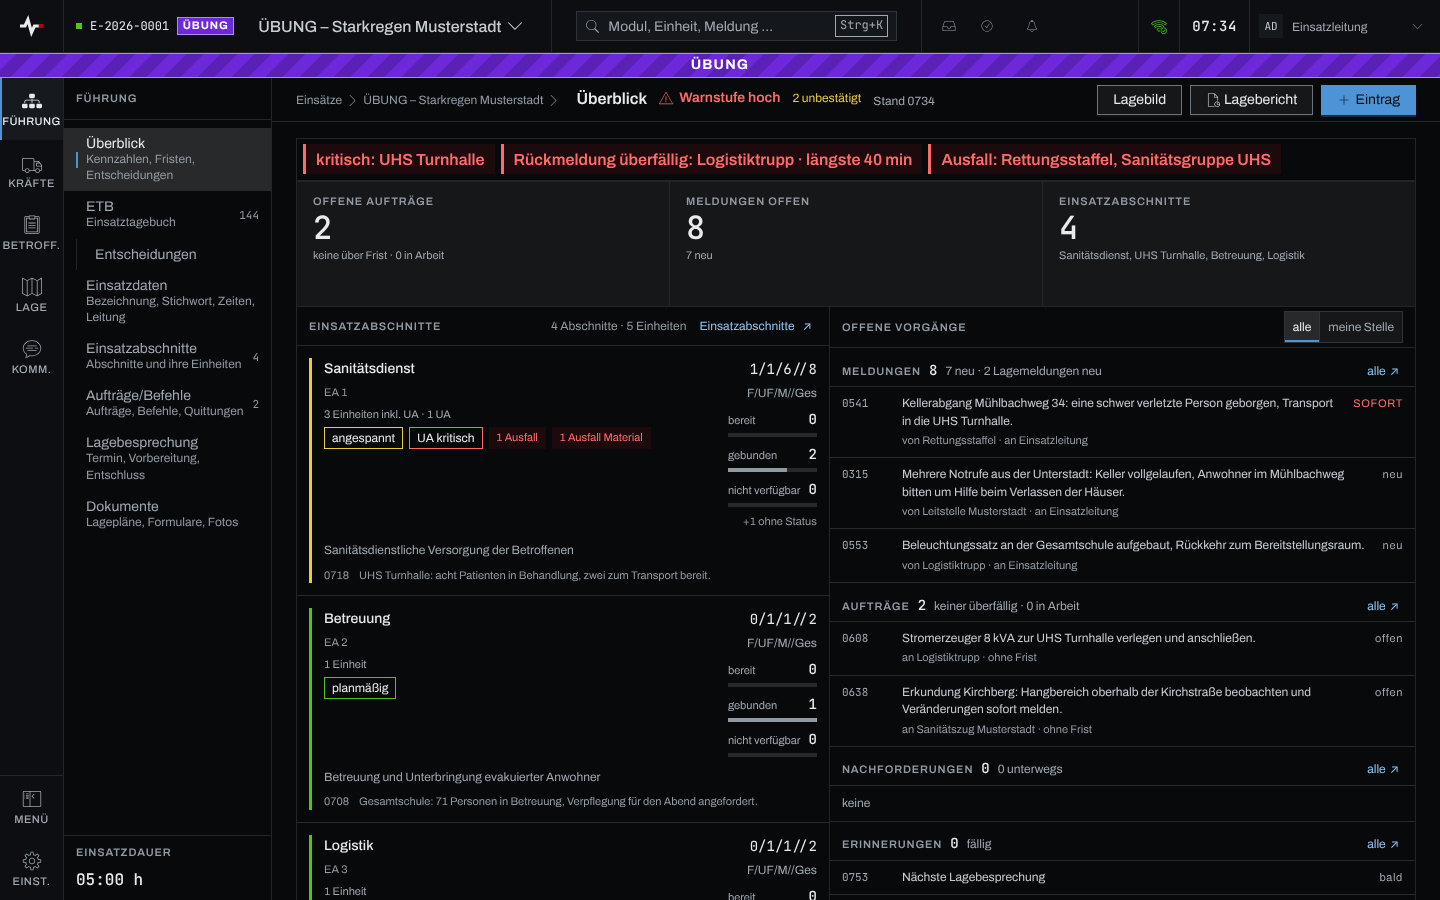 E-2026-0001 ÜBUNG ÜBUNG – Starkregen Musterstadt
Modul, Einheit, Meldung ... Strg+K
07:34 AD Einsatzleitung
ÜBUNG
FÜHRUNG
KRÄFTE
BETROFF.
LAGE
KOMM.
MENÜ
EINST.
FÜHRUNG
Überblick
Kennzahlen, Fristen,
Entscheidungen
ETB
Einsatztagebuch 144
Entscheidungen
Einsatzdaten
Bezeichnung, Stichwort, Zeiten,
Leitung
Einsatzabschnitte
Abschnitte und ihre Einheiten 4
Aufträge/Befehle
Aufträge, Befehle, Quittungen 2
Lagebesprechung
Termin, Vorbereitung,
Entschluss
Dokumente
Lagepläne, Formulare, Fotos
EINSATZDAUER
05:00 h
Einsätze ÜBUNG – Starkregen Musterstadt Überblick Warnstufe hoch 2 unbestätigt Stand 0734
Lagebild Lagebericht + Eintrag
kritisch: UHS Turnhalle Rückmeldung überfällig: Logistiktrupp · längste 40 min Ausfall: Rettungsstaffel, Sanitätsgruppe UHS
OFFENE AUFTRÄGE
2
keine über Frist · 0 in Arbeit
MELDUNGEN OFFEN
8
7 neu
EINSATZABSCHNITTE
4
Sanitätsdienst, UHS Turnhalle, Betreuung, Logistik
EINSATZABSCHNITTE 4 Abschnitte · 5 Einheiten Einsatzabschnitte ↗
Sanitätsdienst 1/1/6//8
EA 1 F/UF/M//Ges
3 Einheiten inkl. UA · 1 UA
angespannt UA kritisch 1 Ausfall 1 Ausfall Material
bereit 0
gebunden 2
nicht verfügbar 0
+1 ohne Status
Sanitätsdienstliche Versorgung der Betroffenen
0718 UHS Turnhalle: acht Patienten in Behandlung, zwei zum Transport bereit.
Betreuung 0/1/1//2
EA 2 F/UF/M//Ges
1 Einheit
planmäßig
bereit 0
gebunden 1
nicht verfügbar 0
Betreuung und Unterbringung evakuierter Anwohner
0708 Gesamtschule: 71 Personen in Betreuung, Verpflegung für den Abend angefordert.
Logistik 0/1/1//2
EA 3 F/UF/M//Ges
1 Einheit
bereit 0
OFFENE VORGÄNGE alle meine Stelle
MELDUNGEN 8 7 neu · 2 Lagemeldungen neu alle ↗
0541 Kellerabgang Mühlbachweg 34: eine schwer verletzte Person geborgen, Transport SOFORT
in die UHS Turnhalle.
von Rettungsstaffel · an Einsatzleitung
0315 Mehrere Notrufe aus der Unterstadt: Keller vollgelaufen, Anwohner im Mühlbachweg neu
bitten um Hilfe beim Verlassen der Häuser.
von Leitstelle Musterstadt · an Einsatzleitung
0553 Beleuchtungssatz an der Gesamtschule aufgebaut, Rückkehr zum Bereitstellungsraum. neu
von Logistiktrupp · an Einsatzleitung
AUFTRÄGE 2 keiner überfällig · 0 in Arbeit alle ↗
0608 Stromerzeuger 8 kVA zur UHS Turnhalle verlegen und anschließen. offen
an Logistiktrupp · ohne Frist
0638 Erkundung Kirchberg: Hangbereich oberhalb der Kirchstraße beobachten und offen
Veränderungen sofort melden.
an Sanitätszug Musterstadt · ohne Frist
NACHFORDERUNGEN 0 0 unterwegs alle ↗
keine
ERINNERUNGEN 0 fällig alle ↗
0753 Nächste Lagebesprechung bald